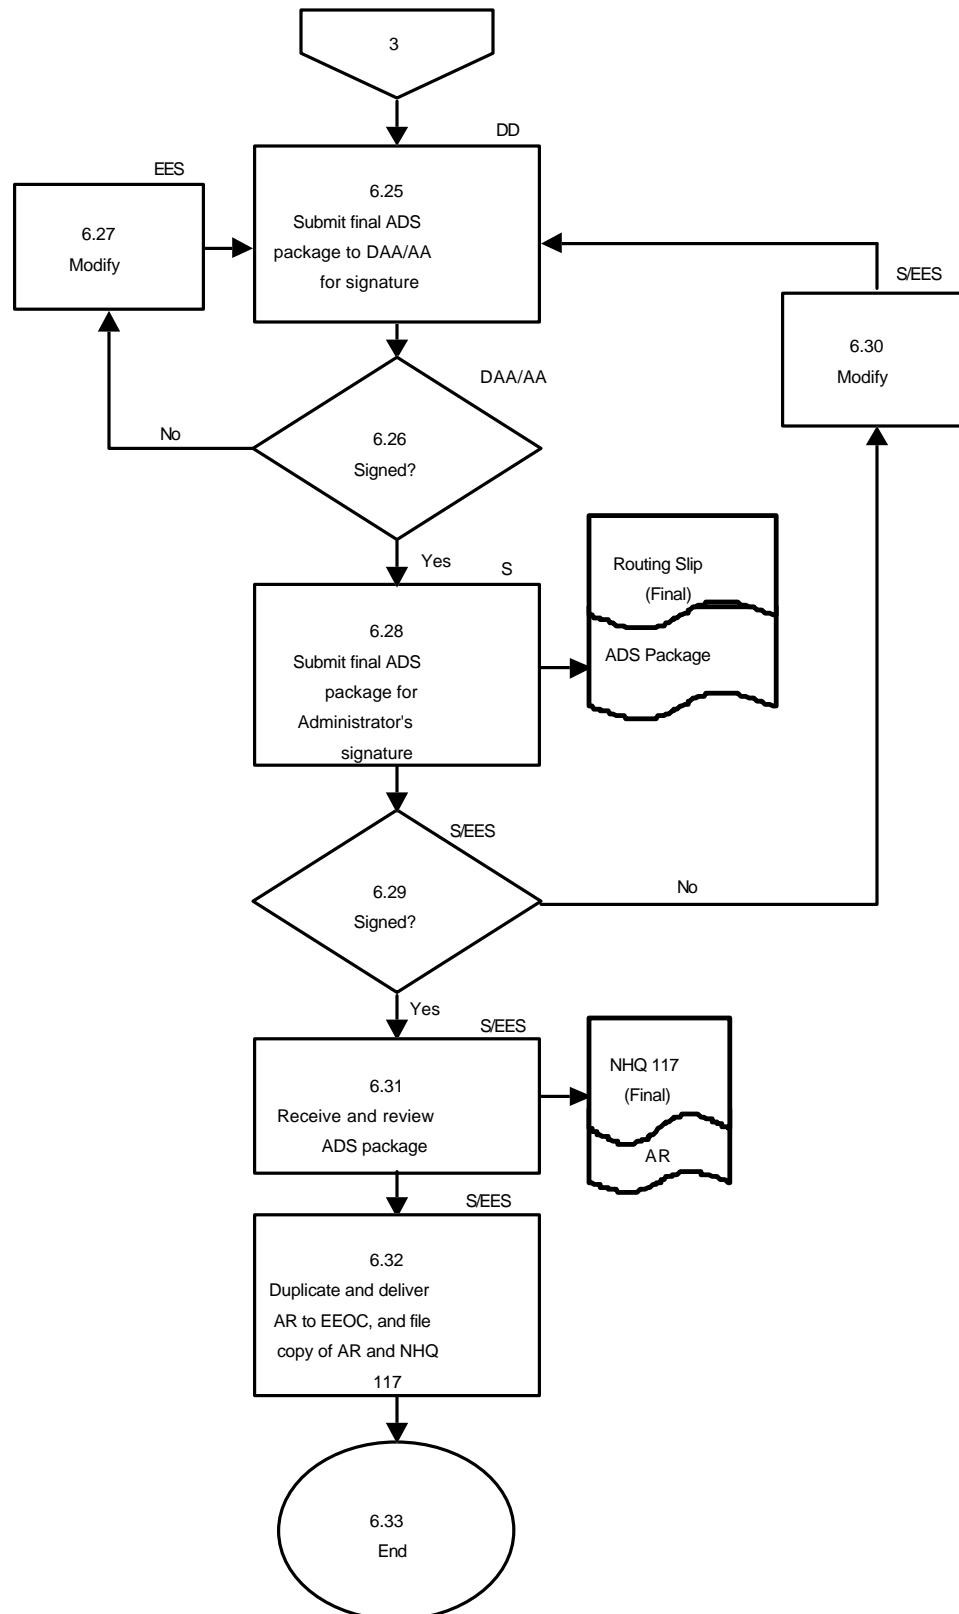 3
DD
EES
6.25
Submit final ADS
package to DAA/AA
for signature
6.27
Modify
S/EES
6.30
Modify
DAA/AA
No
6.26
Signed?
Yes
S
Routing Slip
(Final)
ADS Package
6.28
Submit final ADS
package for
Administrator's
signature
S/EES
6.29
Signed?
No
Yes
S/EES
6.31
Receive and review
ADS package
NHQ 117
(Final)
AR
S/EES
6.32
Duplicate and deliver
AR to EEOC, and file
copy of AR and NHQ
117
6.33
End